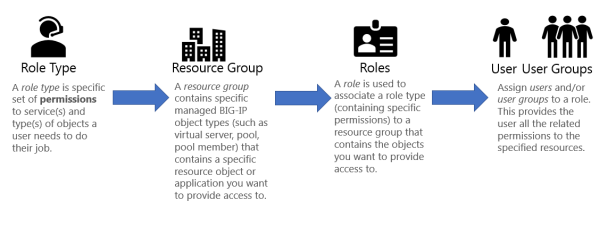 Role Type
A role type is specific
set of permissions
to service(s) and
type(s) of objects a
user needs to do
their job.
Resource Group
A resource group
contains specific
managed BIG-IP
object types (such as
virtual server, pool,
pool member) that
contains a specific
resource object or
application you want
to provide access to.
Roles
A role is used to
associate a role type
(containing specific
permissions) to a
resource group that
contains the objects
you want to provide
access to.
User User Groups
Assign users and/or
user groups to a role.
This provides the
user all the related
permissions to the
specified resources.